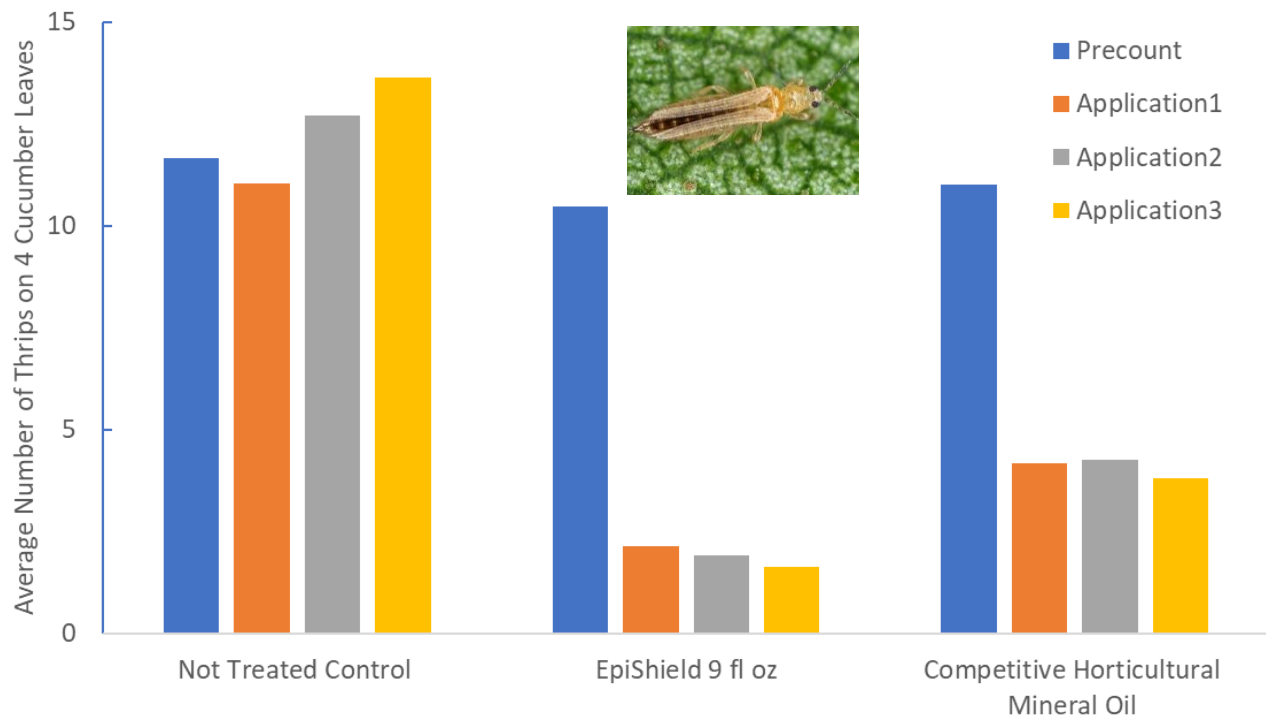 Average Number of Thrips on 4 Cucumber Leaves
15
10
5
0
Precount
Application1
Application2
Application3
Not Treated Control
EpiShield 9 fl oz
Competitive Horticultural
Mineral Oil